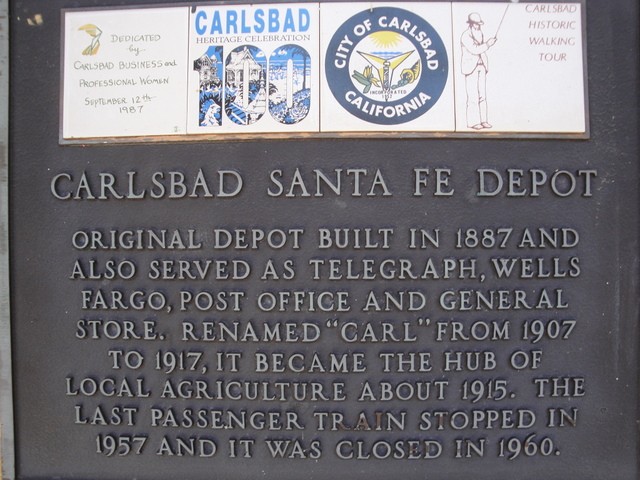 DEDICATED
by...
CARLSBAD BUSINESS and
PROFESSIONAL WOMEN
SEPTEMBER 12th
1987
CARLSBAD
HERITAGE CELEBRATION
100
CITY OF CARLSBAD
INCORPORATED
1952
CALIFORNIA
CARLSBAD
HISTORIC
WALKING
TOUR
CARLSBAD SANTA FE DEPOT
ORIGINAL DEPOT BUILT IN 1887 AND
ALSO SERVED AS TELEGRAPH, WELLS
FARGO, POST OFFICE AND GENERAL
STORE. RENAMED "CARL" FROM 1907
TO 1917, IT BECAME THE HUB OF
LOCAL AGRICULTURE ABOUT 1915. THE
LAST PASSENGER TRAIN STOPPED IN
1957 AND IT WAS CLOSED IN 1960.